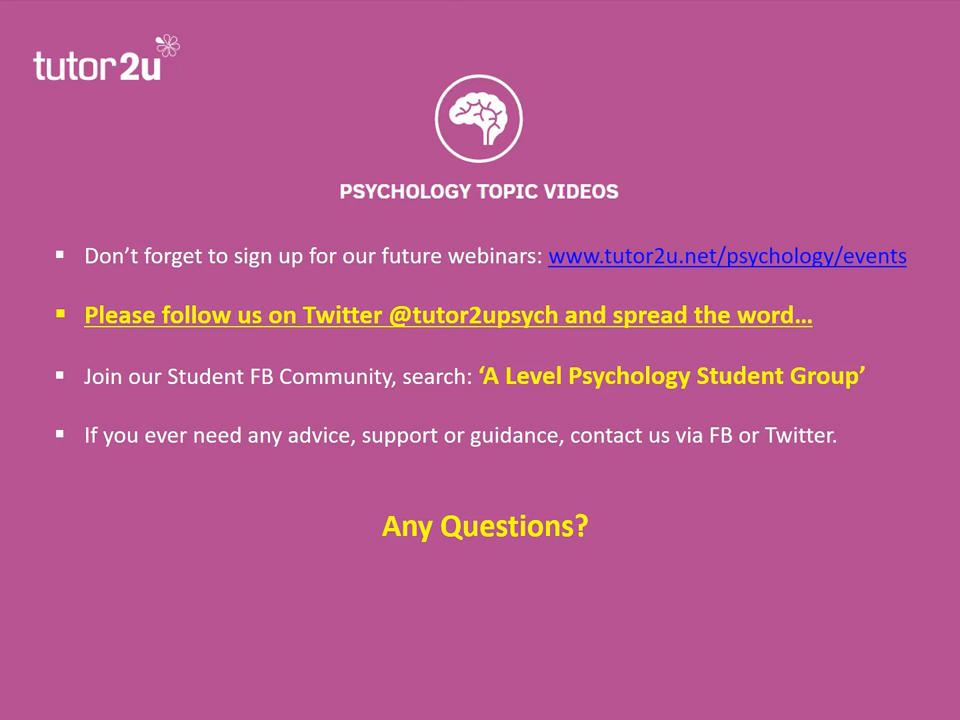 tutor2u
PSYCHOLOGY TOPIC VIDEOS
▪ Don’t forget to sign up for our future webinars: www.tutor2u.net/psychology/events
▪ Please follow us on Twitter @tutor2upsych and spread the word…
▪ Join our Student FB Community, search: ‘A Level Psychology Student Group’
▪ If you ever need any advice, support or guidance, contact us via FB or Twitter.
Any Questions?